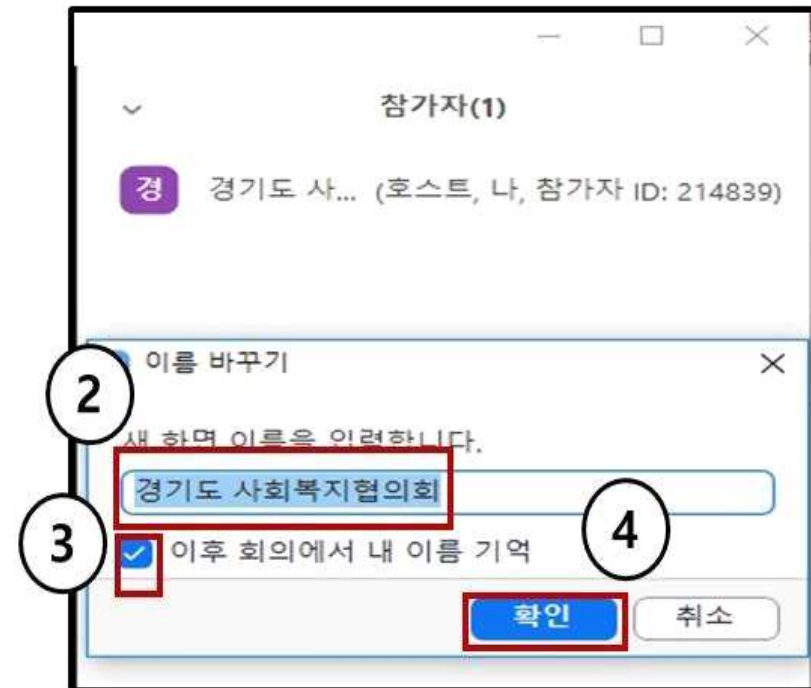 참가자(1)
경 경기도 사... (호스트, 나, 참가자 ID: 214839)
이름 바꾸기
2
새 화면 이름을 입력합니다.
경기도 사회복지협의회
3
이후 회의에서 내 이름 기억
4
확인 취소